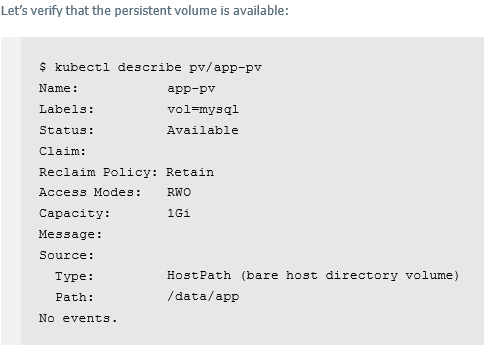 Let's verify that the persistent volume is available:
$ kubectl describe pv/app-pv
Name: app-pv
Labels: vol=mysql
Status: Available
Claim:
Reclaim Policy: Retain
Access Modes: RWO
Capacity: 1Gi
Message:
Source:
Type: HostPath (bare host directory volume)
Path: /data/app
No events.